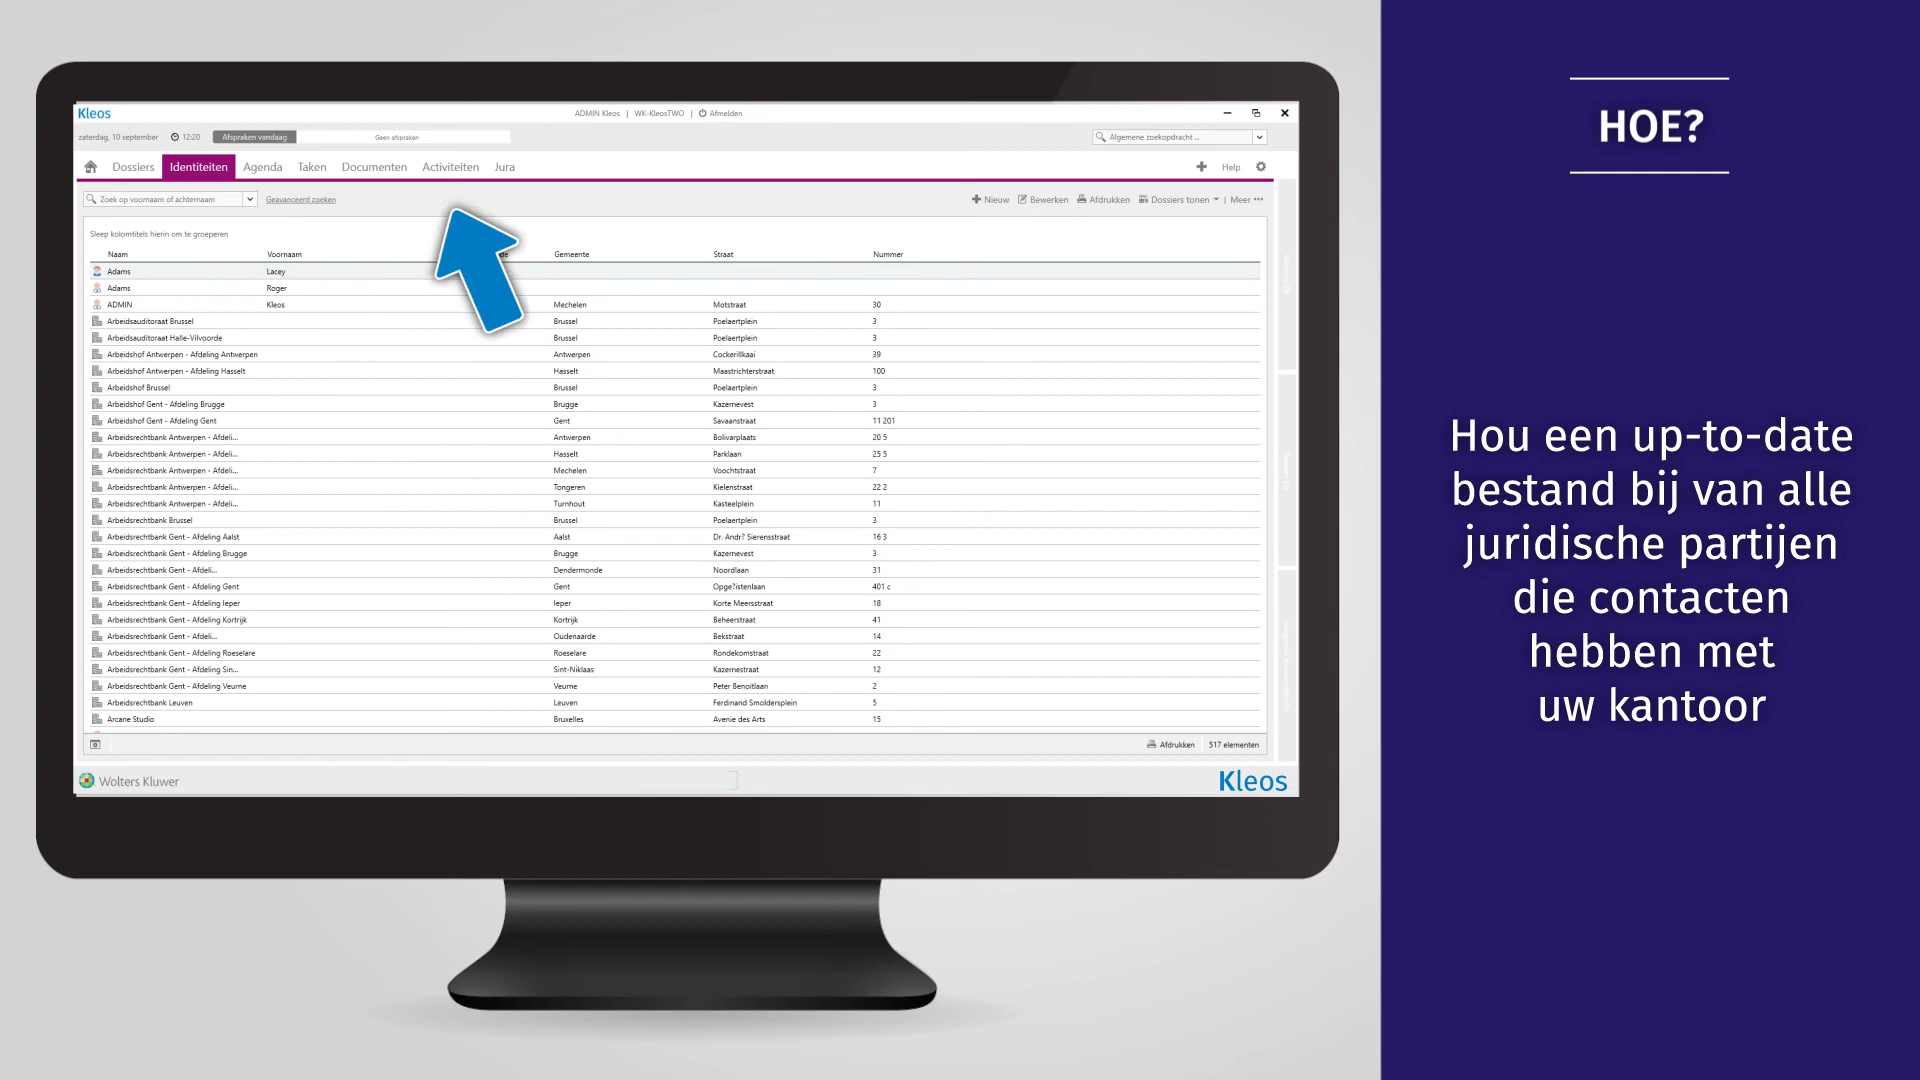 Kleos
ADMIN Kleos | WK-KleosTWO | Afmelden
zaterdag, 10 september 12:20 Afspraken vandaag Geen afspraken Algemene zoekopdracht ...
Dossiers Identiteiten Agenda Taken Documenten Activiteiten Jura Help
Zoek op voornaam of achternaam Geavanceerd zoeken Nieuw Bewerken Afdrukken Dossiers tonen | Meer ···
Sleep kolomtitels hierin om te groeperen
Naam Voornaam Gemeente Straat Nummer
Adams Lacey
Adams Roger
ADMIN Kleos Mechelen Motstraat 30
Arbeidsauditoraat Brussel Brussel Poelaertplein 3
Arbeidsauditoraat Halle-Vilvoorde Brussel Poelaertplein 3
Arbeidshof Antwerpen - Afdeling Antwerpen Antwerpen Cockerillkaai 39
Arbeidshof Antwerpen - Afdeling Hasselt Hasselt Maastrichterstraat 100
Arbeidshof Brussel Brussel Poelaertplein 3
Arbeidshof Gent - Afdeling Brugge Brugge Kazernevest 3
Arbeidshof Gent - Afdeling Gent Gent Savaanstraat 11 201
Arbeidsrechtbank Antwerpen - Afdeli... Antwerpen Bolivarplaats 20 5
Arbeidsrechtbank Antwerpen - Afdeli... Hasselt Parklaan 25 5
Arbeidsrechtbank Antwerpen - Afdeli... Mechelen Voochtstraat 7
Arbeidsrechtbank Antwerpen - Afdeli... Tongeren Kielenstraat 22 2
Arbeidsrechtbank Antwerpen - Afdeli... Turnhout Kasteelplein 11
Arbeidsrechtbank Brussel Brussel Poelaertplein 3
Arbeidsrechtbank Gent - Afdeling Aalst Aalst Dr. Andr? Sierensstraat 16 3
Arbeidsrechtbank Gent - Afdeling Brugge Brugge Kazernevest 3
Arbeidsrechtbank Gent - Afdeli... Dendermonde Noordlaan 31
Arbeidsrechtbank Gent - Afdeling Gent Gent Opge?istenlaan 401 c
Arbeidsrechtbank Gent - Afdeling Ieper Ieper Korte Meersstraat 18
Arbeidsrechtbank Gent - Afdeling Kortrijk Kortrijk Beheerstraat 41
Arbeidsrechtbank Gent - Afdeli... Oudenaarde Bekstraat 14
Arbeidsrechtbank Gent - Afdeling Roeselare Roeselare Rondekomstraat 22
Arbeidsrechtbank Gent - Afdeling Sin... Sint-Niklaas Kazernestraat 12
Arbeidsrechtbank Gent - Afdeling Veurne Veurne Peter Benoitlaan 2
Arbeidsrechtbank Leuven Leuven Ferdinand Smoldersplein 5
Arcane Studio Bruxelles Avenie des Arts 15
Afdrukken 517 elementen
Wolters Kluwer Kleos
HOE?
Hou een up-to-date
bestand bij van alle
juridische partijen
die contacten
hebben met
uw kantoor